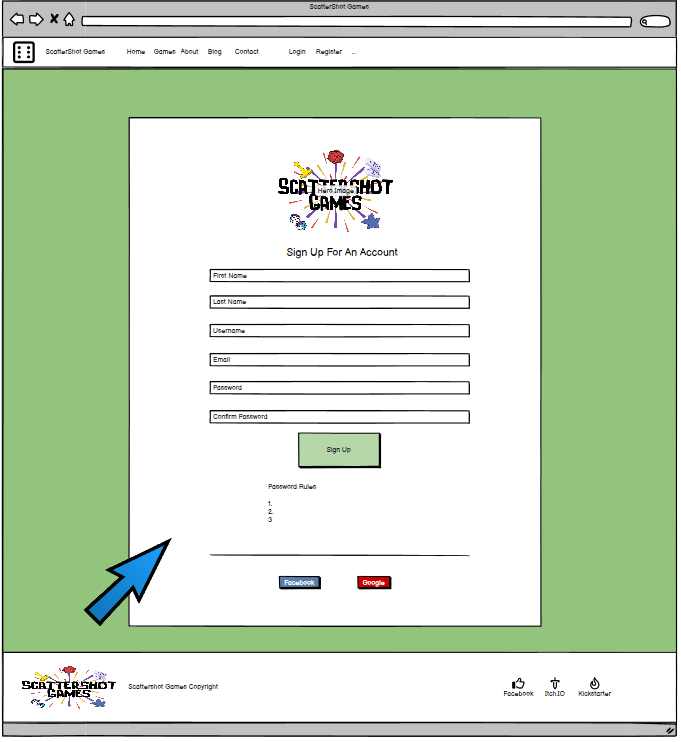 ScatterShot Games
ScatterShot Games Home Games About Blog Contact Login Register ...
SCATTERSHOT
Hero Image
GAMES
Sign Up For An Account
First Name
Last Name
Username
Email
Password
Confirm Password
Sign Up
Password Rules
1.
2.
3
Facebook Google
SCATTERSHOT
GAMES
Scattershot Games Copyright
Facebook Itch.IO Kickstarter